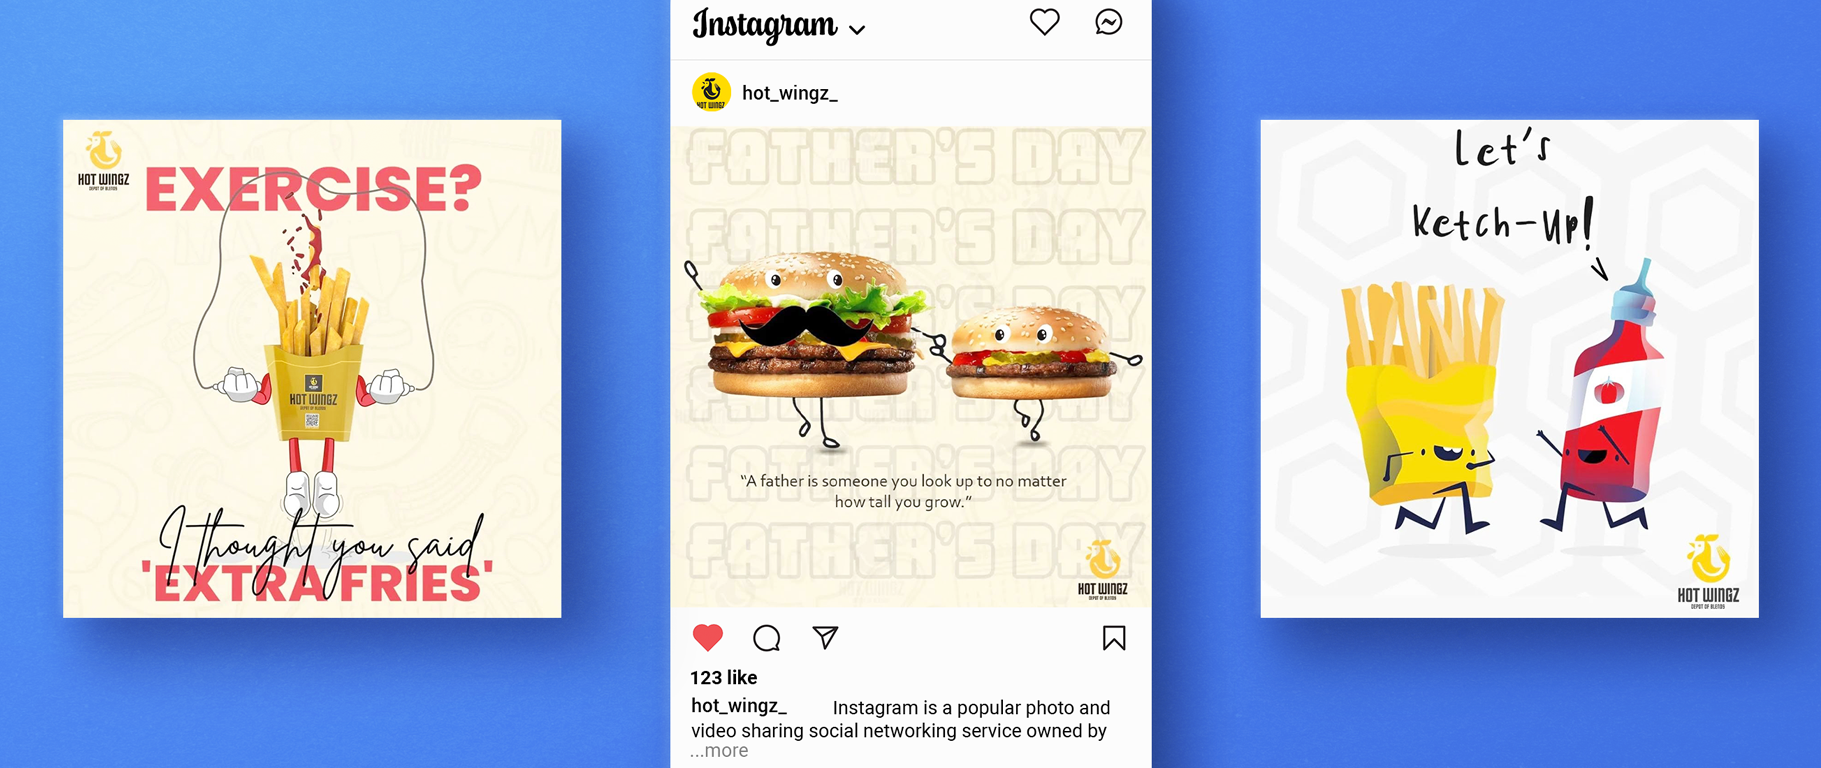 HOT WINGZ
DEPOT OF BLENDS
EXERCISE?
HOT WINGZ
I thought you said
'EXTRA FRIES'
Instagram
HOT WINGZ
hot_wingz_
FATHER'S DAY
FATHER'S DAY
FATHER'S DAY
FATHER'S DAY
FATHER'S DAY
FATHER'S DAY
“A father is someone you look up to no matter
how tall you grow.”
HOT WINGZ
DEPOT OF BLENDS
123 like
hot_wingz_ Instagram is a popular photo and
video sharing social networking service owned by
...more
Let's
Ketch-Up!
HOT WINGZ
DEPOT OF BLENDS